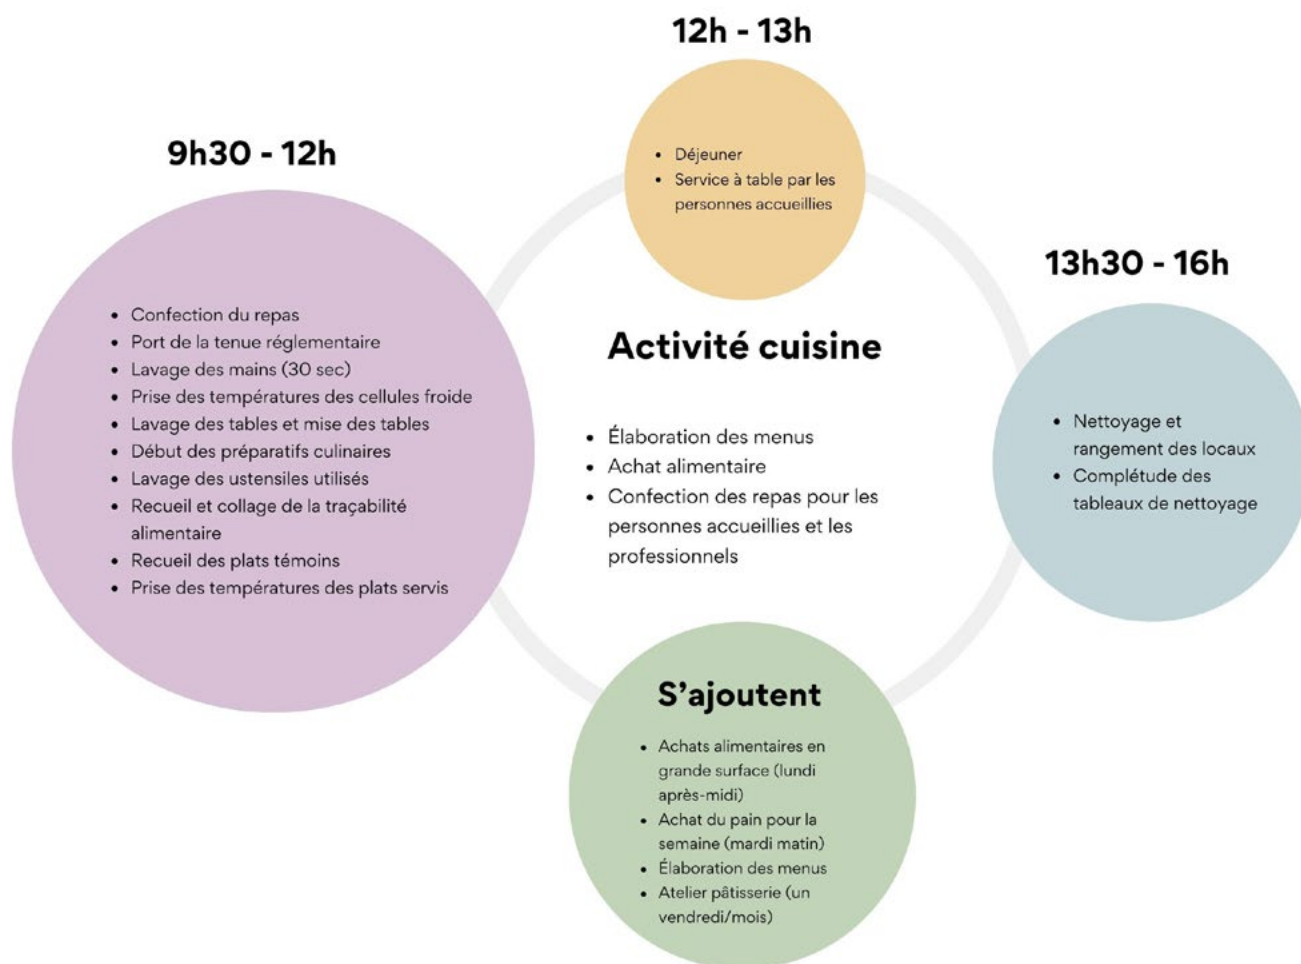 12h - 13h
• Déjeuner
• Service à table par les
personnes accueillies
9h30 - 12h
• Confection du repas
• Port de la tenue réglementaire
• Lavage des mains (30 sec)
• Prise des températures des cellules froide
• Lavage des tables et mise des tables
• Début des préparatifs culinaires
• Lavage des ustensiles utilisés
• Recueil et collage de la traçabilité
alimentaire
• Recueil des plats témoins
• Prise des températures des plats servis
Activité cuisine
• Élaboration des menus
• Achat alimentaire
• Confection des repas pour les
personnes accueillies et les
professionnels
13h30 - 16h
• Nettoyage et
rangement des locaux
• Complétude des
tableaux de nettoyage
S'ajoutent
• Achats alimentaires en
grande surface (lundi
après-midi)
• Achat du pain pour la
semaine (mardi matin)
• Élaboration des menus
• Atelier pâtisserie (un
vendredi/mois)